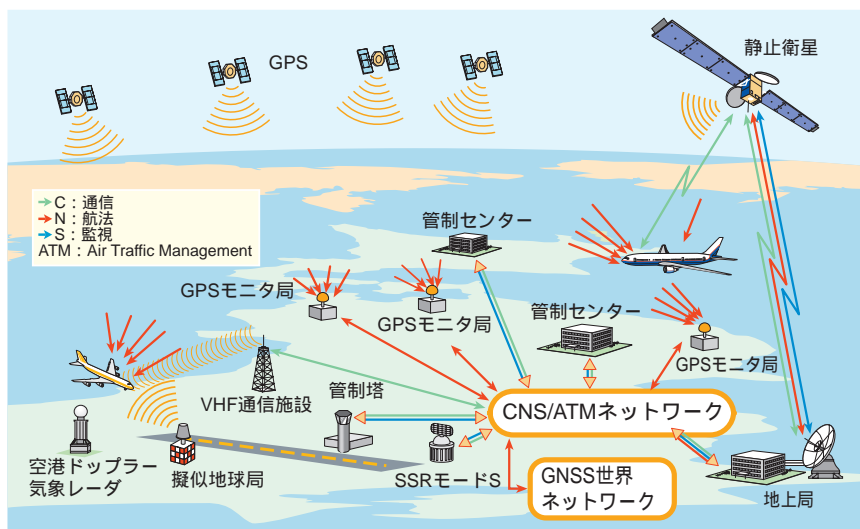 GPS
静止衛星
C：通信
N：航法
S：監視
ATM：Air Traffic Management
管制センター
GPSモニタ局
GPSモニタ局
管制センター
GPSモニタ局
VHF通信施設
管制塔
CNS/ATMネットワーク
空港ドップラー
気象レーダ
擬似地球局
SSRモードS
GNSS世界
ネットワーク
地上局